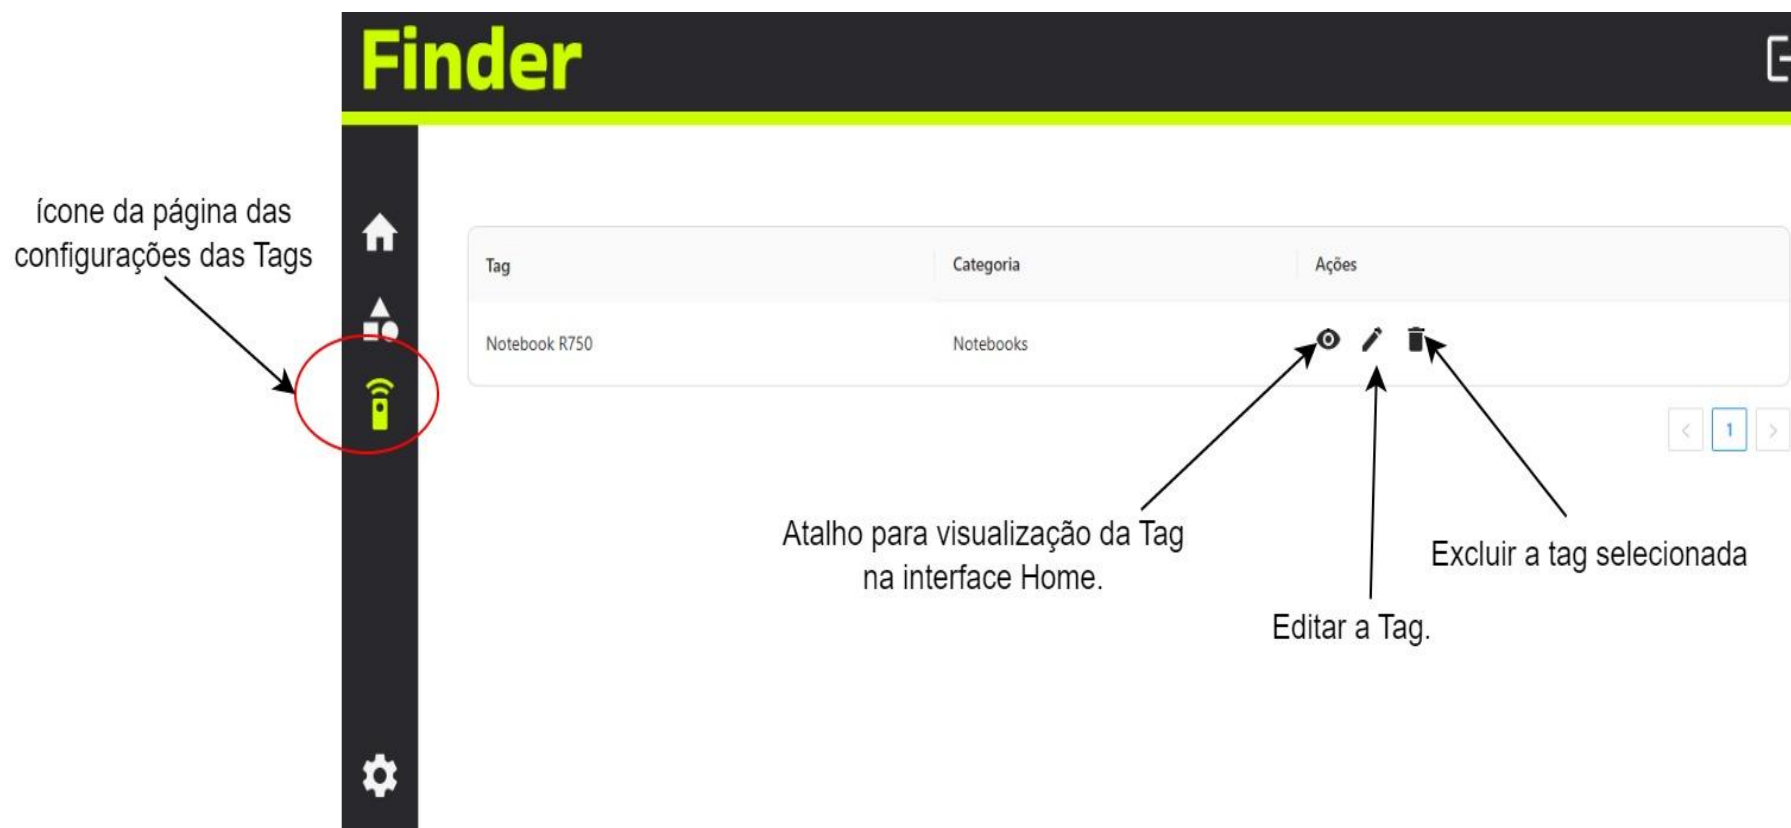 Finder
ícone da página das
configurações das Tags
Tag Categoria Ações
Notebook R750 Notebooks
1
Atalho para visualização da Tag
na interface Home.
Excluir a tag selecionada
Editar a Tag.